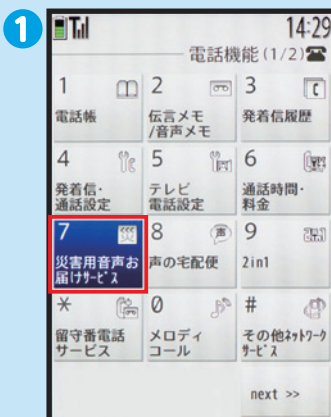 1
14:29
電話機能(1/2)
1
電話帳
2
伝言メモ
/音声メモ
3
発着信履歴
4
発着信・
通話設定
5
テレビ
電話設定
6
通話時間・
料金
7
災害用音声お
届けサービス
8
声の宅配便
9
2in1
*
留守番電話
サービス
0
メロディ
コール
#
その他ネットワーク
サービス
next >>